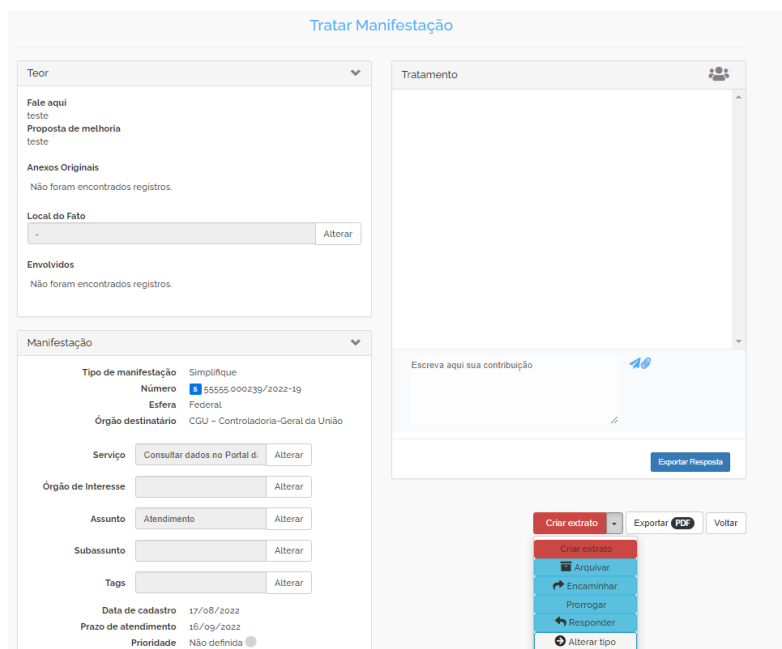 Tratar Manifestação
Teor
Fale aqui
teste
Proposta de melhoria
teste
Anexos Originais
Não foram encontrados registros.
Local do Fato
- Alterar
Envolvidos
Não foram encontrados registros.
Manifestação
Tipo de manifestação Simplifique
Número S 55555.000239/2022-19
Esfera Federal
Órgão destinatário CGU – Controladoria-Geral da União
Serviço Consultar dados no Portal da Alterar
Órgão de Interesse Alterar
Assunto Atendimento Alterar
Subassunto Alterar
Tags Alterar
Data de cadastro 17/08/2022
Prazo de atendimento 16/09/2022
Prioridade Não definida
Tratamento
Escreva aqui sua contribuição
Exportar Resposta
Criar extrato Exportar PDF Voltar
Criar extrato
Arquivar
Encaminhar
Prorrogar
Responder
Alterar tipo